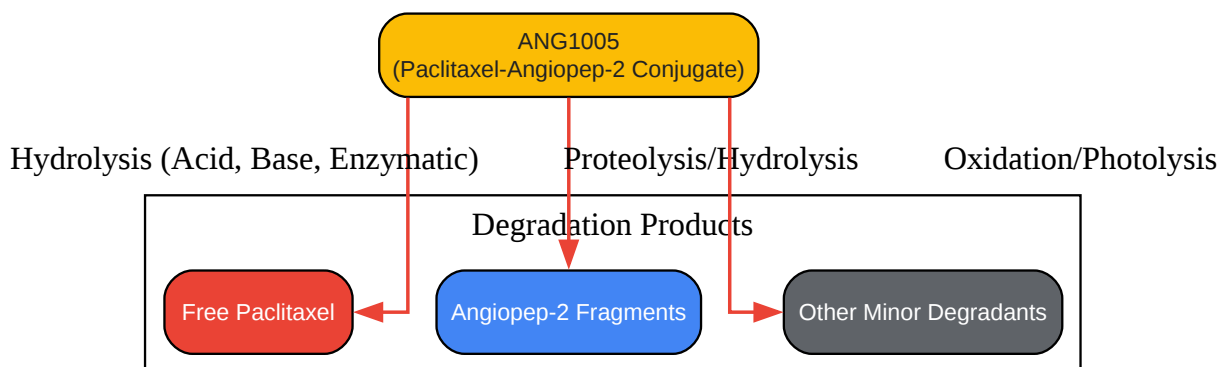 ANG1005
(Paclitaxel-Angiopep-2 Conjugate)
Hydrolysis (Acid, Base, Enzymatic)
Proteolysis/Hydrolysis
Oxidation/Photolysis
Degradation Products
Free Paclitaxel
Angiopep-2 Fragments
Other Minor Degradants